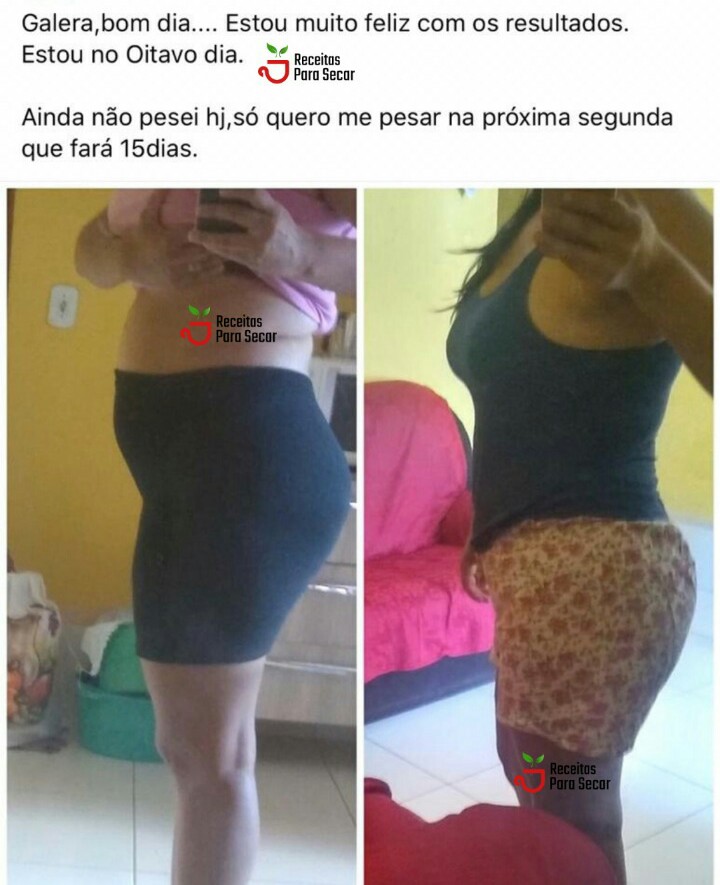 Galera,bom dia.... Estou muito feliz com os resultados.
Estou no Oitavo dia.
Receitas
Para Secar
Ainda não pesei hj,só quero me pesar na próxima segunda
que fará 15dias.
Receitas
Para Secar
Receitas
Para Secar